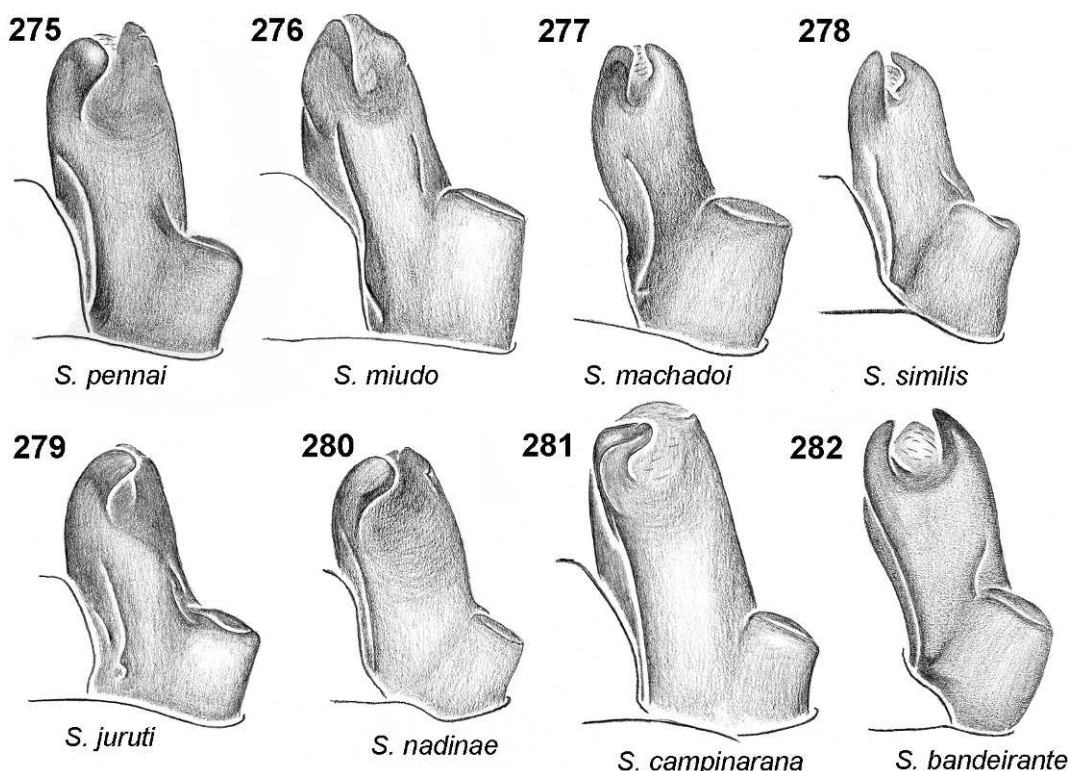 275 276 277 278
S. pennai S. miudo S. machadoi S. similis
279 280 281 282
S. juruti S. nadinae S. campinarana S. bandeirante